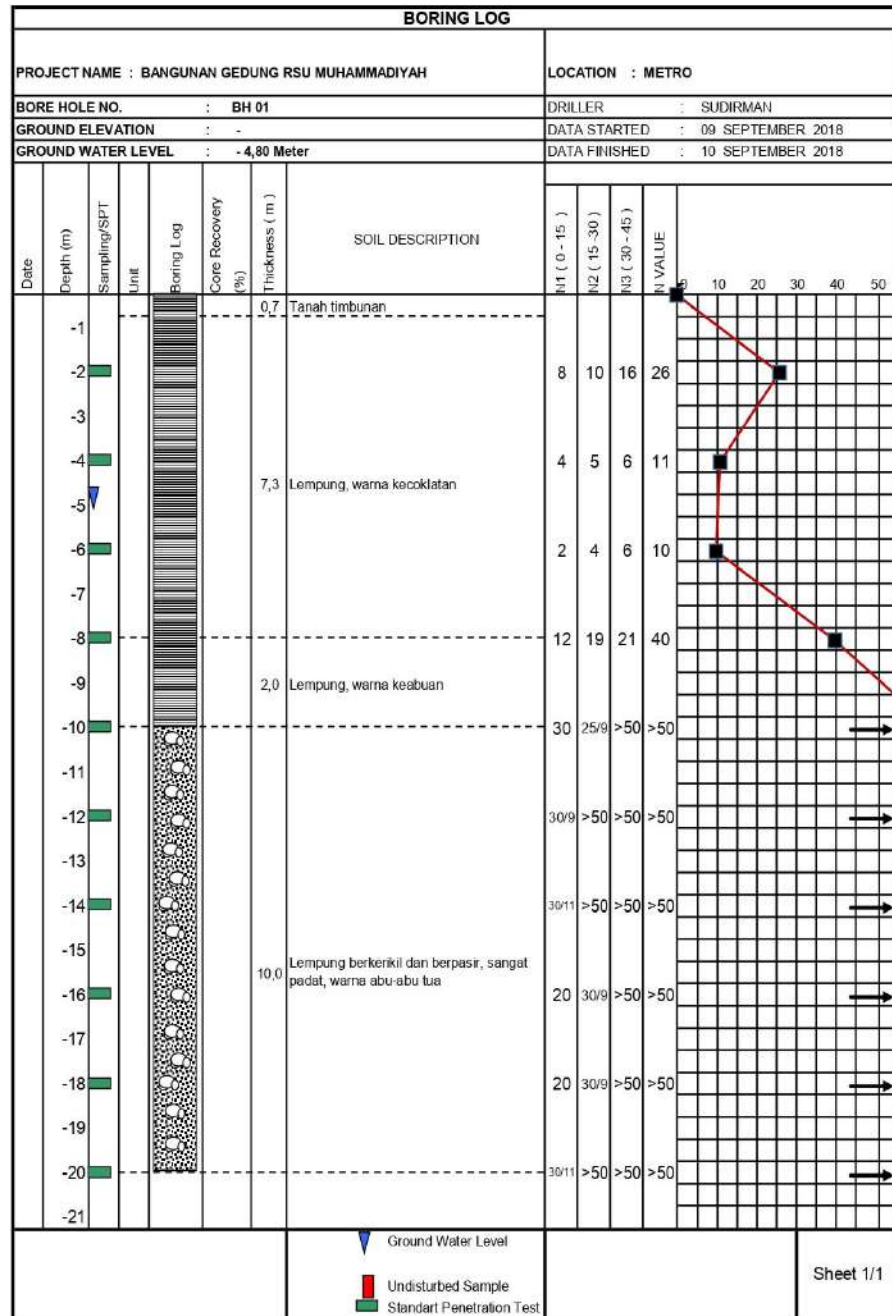 BORING LOG
PROJECT NAME : BANGUNAN GEDUNG RSU MUHAMMADIYAH
LOCATION : METRO
BORE HOLE NO. : BH 01
DRILLER : SUDIRMAN
GROUND ELEVATION : -
DATA STARTED : 09 SEPTEMBER 2018
GROUND WATER LEVEL : - 4,80 Meter
DATA FINISHED : 10 SEPTEMBER 2018
Date
Depth (m)
Sampling/SPT
Unit
Boring Log
Core Recovery
(%)
Thickness ( m )
SOIL DESCRIPTION
N1 ( 0 - 15 )
N2 ( 15 -30 )
N3 ( 30 - 45 )
N VALUE
0 10 20 30 40 50
0,7 Tanah timbunan
-1
-2 8 10 16 26
-3
-4 4 5 6 11
7,3 Lempung, warna kecoklatan
-5
-6 2 4 6 10
-7
-8 12 19 21 40
-9 2,0 Lempung, warna keabuan
-10 30 25/9 >50 >50
-11
-12 30/9 >50 >50 >50
-13
-14 30/11 >50 >50 >50
-15
10,0 Lempung berkerikil dan berpasir, sangat
padat, warna abu-abu tua
-16 20 30/9 >50 >50
-17
-18 20 30/9 >50 >50
-19
-20 30/11 >50 >50 >50
-21
Ground Water Level
Undisturbed Sample
Standart Penetration Test
Sheet 1/1